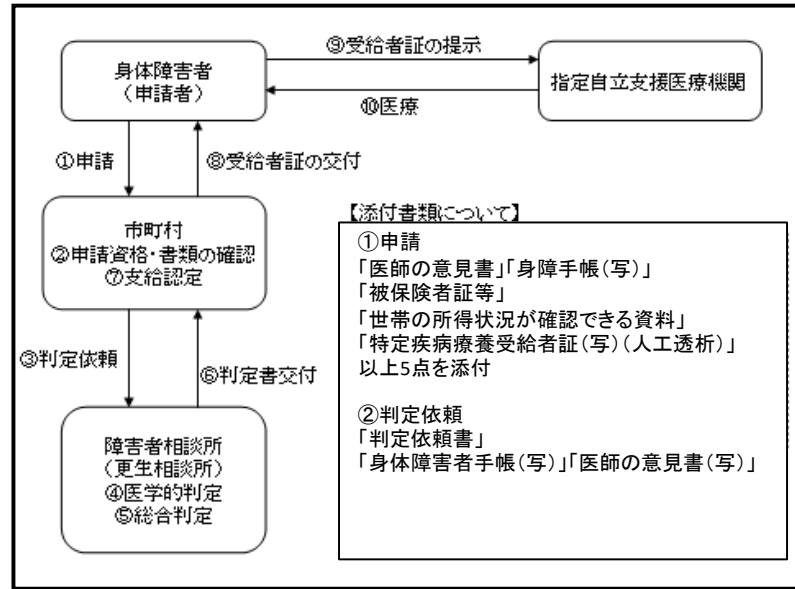 ⑨受給者証の提示
身体障害者
(申請者)
指定自立支援医療機関
⑩医療
①申請
⑧受給者証の交付
市町村
②申請資格・書類の確認
⑦支給認定
③判定依頼
⑥判定書交付
障害者相談所
(更生相談所)
④医学的判定
⑤総合判定
【添付書類について】
①申請
「医師の意見書」「身障手帳(写)」
「被保険者証等」
「世帯の所得状況が確認できる資料」
「特定疾病療養受給者証(写)(人工透析)」
以上5点を添付
②判定依頼
「判定依頼書」
「身体障害者手帳(写)」「医師の意見書(写)」